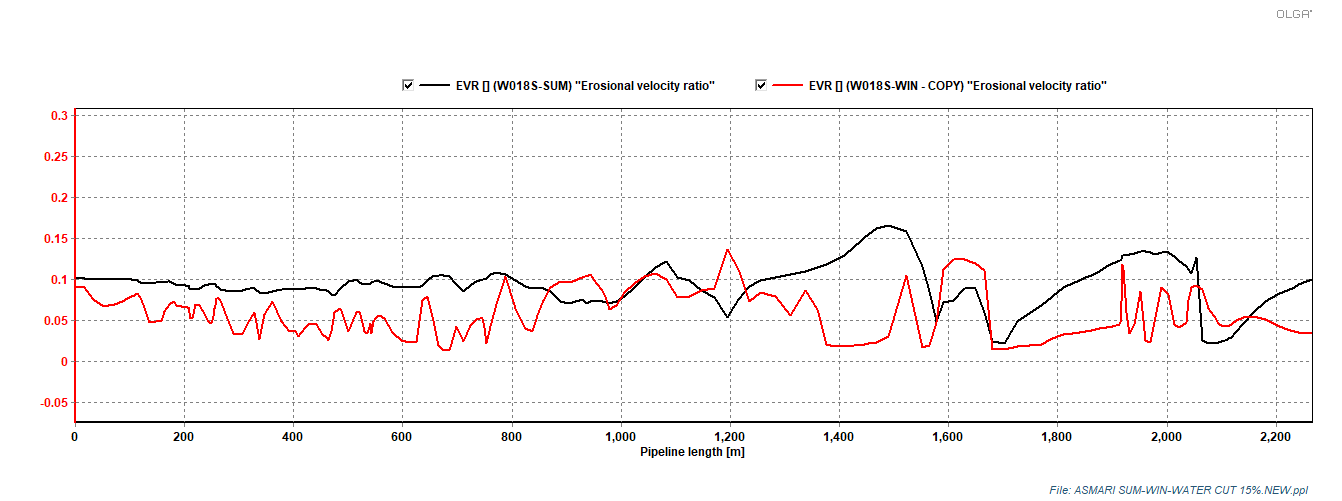 OLGA
EVR [] (W018S-SUM) "Erosional velocity ratio" EVR [] (W018S-WIN - COPY) "Erosional velocity ratio"
0.3
0.25
0.2
0.15
0.1
0.05
0
-0.05
0 200 400 600 800 1,000 1,200 1,400 1,600 1,800 2,000 2,200
Pipeline length [m]
File: ASMARI SUM-WIN-WATER CUT 15%.NEW.ppl